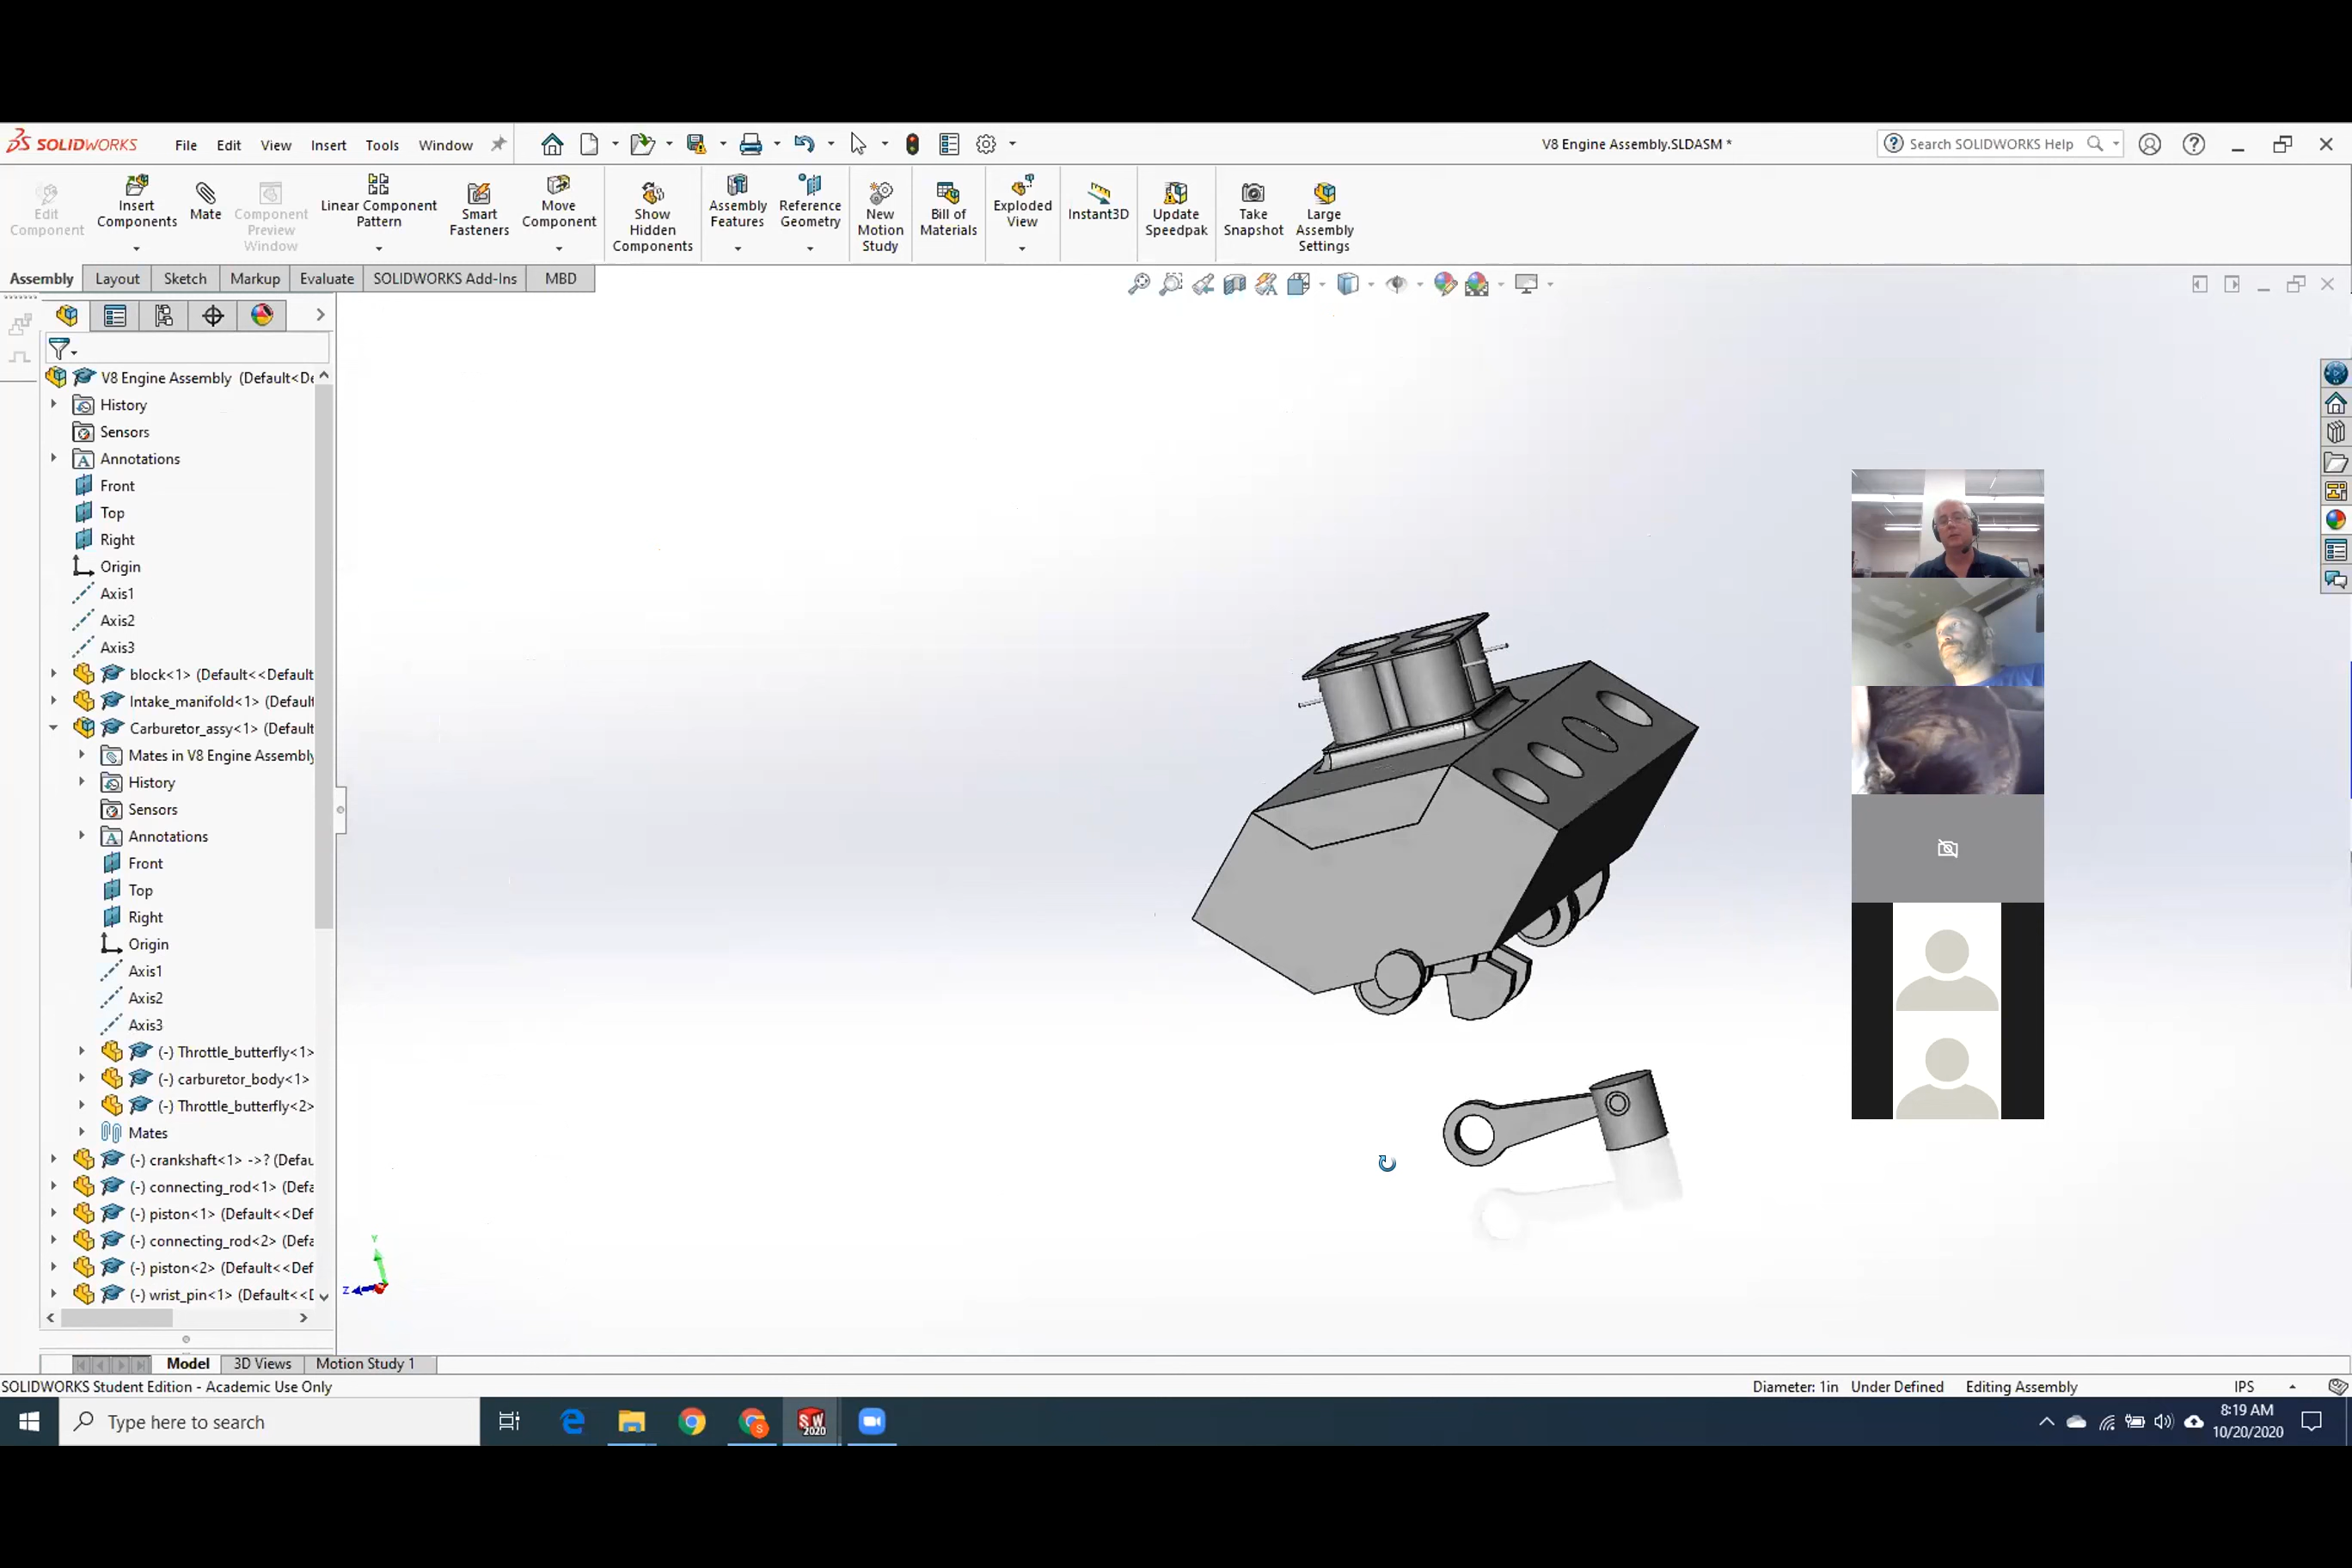 SOLIDWORKS File Edit View Insert Tools Window V8 Engine Assembly.SLDASM * Search SOLIDWORKS Help
Edit Component Insert Components Mate Component Preview Window Linear Component Pattern Smart Fasteners Move Component Show Hidden Components Assembly Features Reference Geometry New Motion Study Bill of Materials Exploded View Instant3D Update Speedpak Take Snapshot Large Assembly Settings
Assembly Layout Sketch Markup Evaluate SOLIDWORKS Add-Ins MBD
V8 Engine Assembly (Default<De
History
Sensors
Annotations
Front
Top
Right
Origin
Axis1
Axis2
Axis3
block<1> (Default<<Default
Intake_manifold<1> (Default
Carburetor_assy<1> (Default
Mates in V8 Engine Assembly
History
Sensors
Annotations
Front
Top
Right
Origin
Axis1
Axis2
Axis3
(-) Throttle_butterfly<1>
(-) carburetor_body<1>
(-) Throttle_butterfly<2>
Mates
(-) crankshaft<1> ->? (Defau
(-) connecting_rod<1> (Defa
(-) piston<1> (Default<<Def
(-) connecting_rod<2> (Defa
(-) piston<2> (Default<<Def
(-) wrist_pin<1> (Default<<D
Y
Z
Model 3D Views Motion Study 1
SOLIDWORKS Student Edition - Academic Use Only Diameter: 1in Under Defined Editing Assembly IPS
Type here to search
S W 2020
8:19 AM
10/20/2020